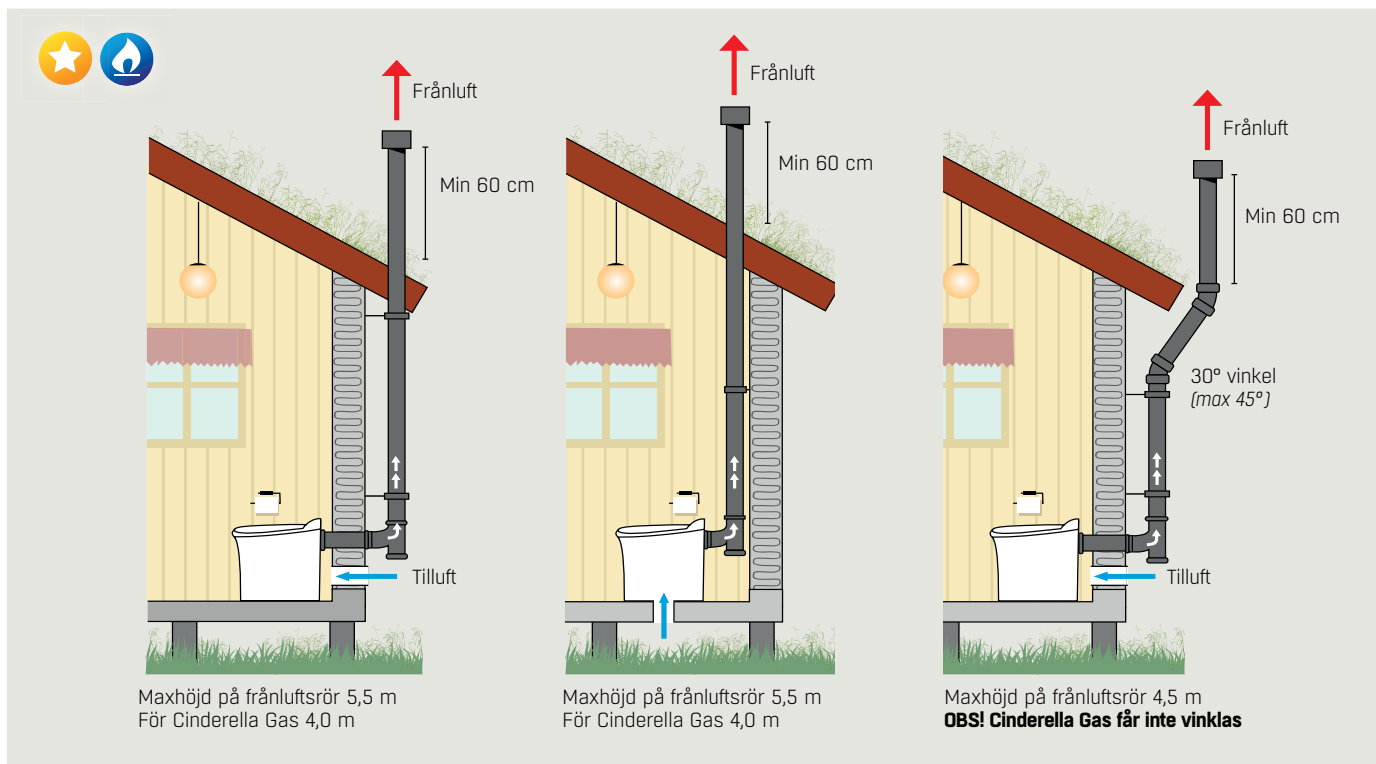 Frånluft
Min 60 cm
Tilluft
Maxhöjd på frånluftsrör 5,5 m
För Cinderella Gas 4,0 m
Frånluft
Min 60 cm
Maxhöjd på frånluftsrör 5,5 m
För Cinderella Gas 4,0 m
Frånluft
Min 60 cm
30° vinkel
(max 45°)
Tilluft
Maxhöjd på frånluftsrör 4,5 m
OBS! Cinderella Gas får inte vinklas